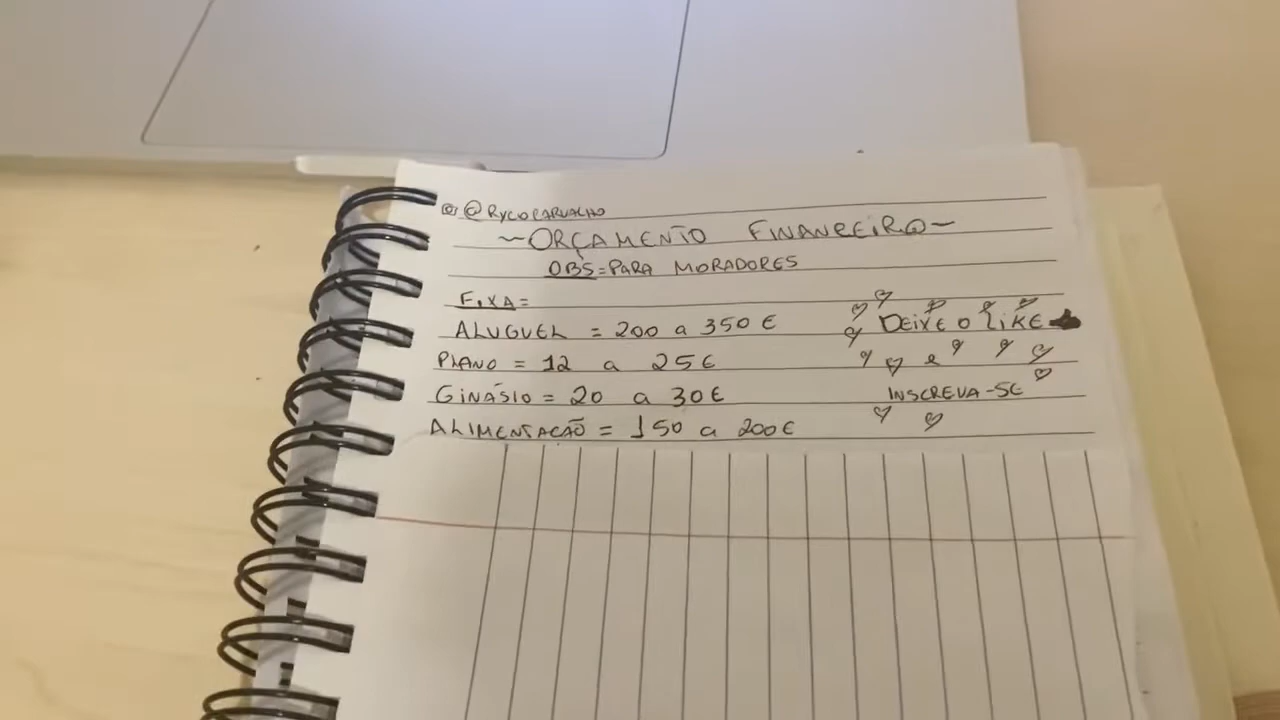 @RYCOCARVALHO
~ORÇAMENTO FINANCEIRO~
OBS=PARA MORADORES
FIXA=
ALUGUEL = 200 a 350 €
DEIXE O LIKE
PLANO = 12 a 25€
e
GINÁSIO = 20 a 30€
INSCREVA-SE
ALIMENTAÇÃO = 150 a 200€